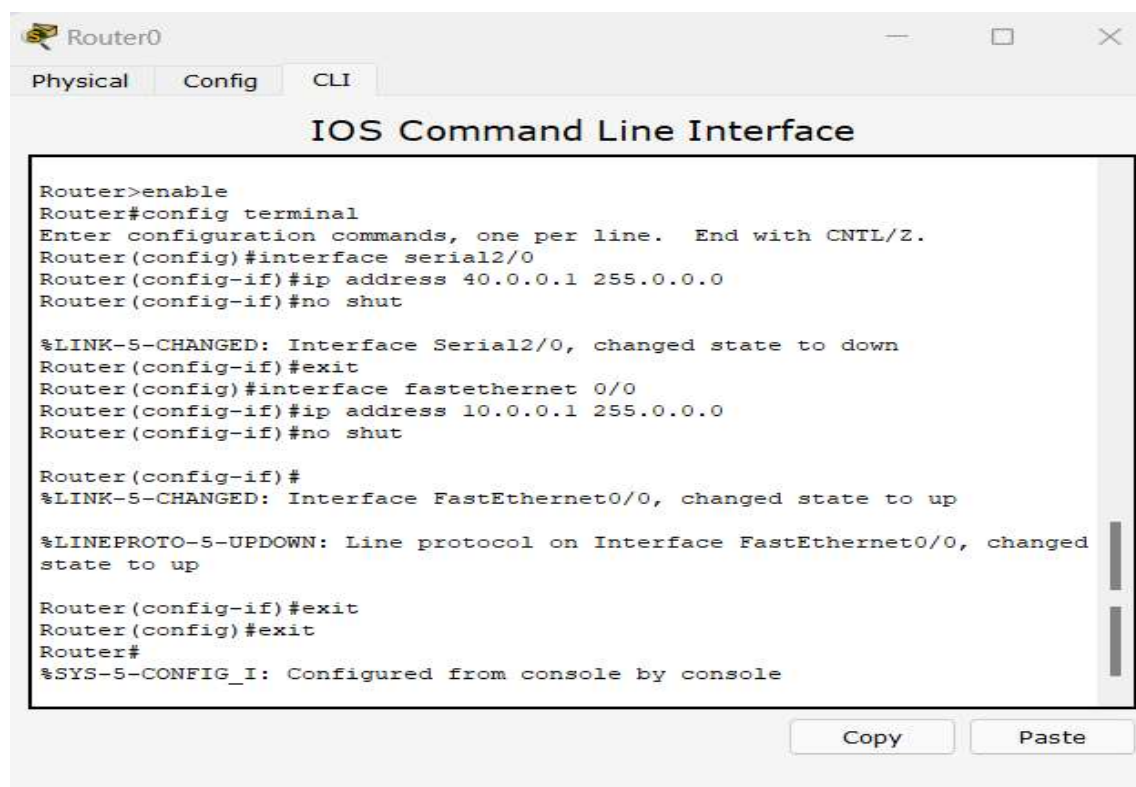 Router0
Physical Config CLI
IOS Command Line Interface
Router>enable
Router#config terminal
Enter configuration commands, one per line.  End with CNTL/Z.
Router(config)#interface serial2/0
Router(config-if)#ip address 40.0.0.1 255.0.0.0
Router(config-if)#no shut
%LINK-5-CHANGED: Interface Serial2/0, changed state to down
Router(config-if)#exit
Router(config)#interface fastethernet 0/0
Router(config-if)#ip address 10.0.0.1 255.0.0.0
Router(config-if)#no shut
Router(config-if)#
%LINK-5-CHANGED: Interface FastEthernet0/0, changed state to up
%LINEPROTO-5-UPDOWN: Line protocol on Interface FastEthernet0/0, changed
state to up
Router(config-if)#exit
Router(config)#exit
Router#
%SYS-5-CONFIG_I: Configured from console by console
Copy Paste